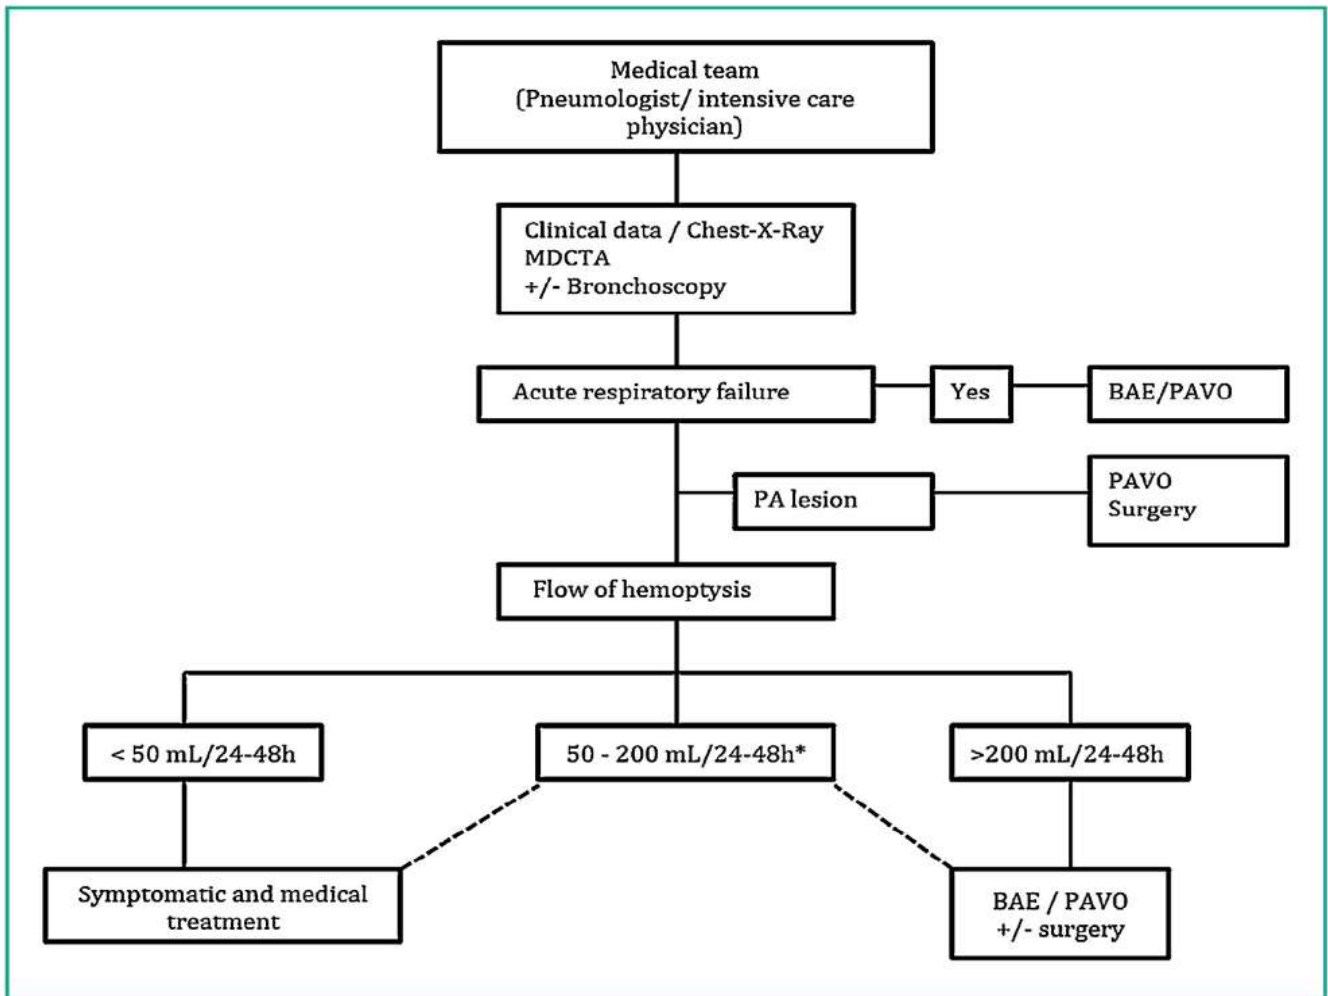 Medical team
(Pneumologist/ intensive care
physician)
Clinical data / Chest-X-Ray
MDCTA
+/- Bronchoscopy
Acute respiratory failure
Yes
BAE/PAVO
PA lesion
PAVO
Surgery
Flow of hemoptysis
< 50 mL/24-48h
50 - 200 mL/24-48h*
>200 mL/24-48h
Symptomatic and medical
treatment
BAE / PAVO
+/- surgery